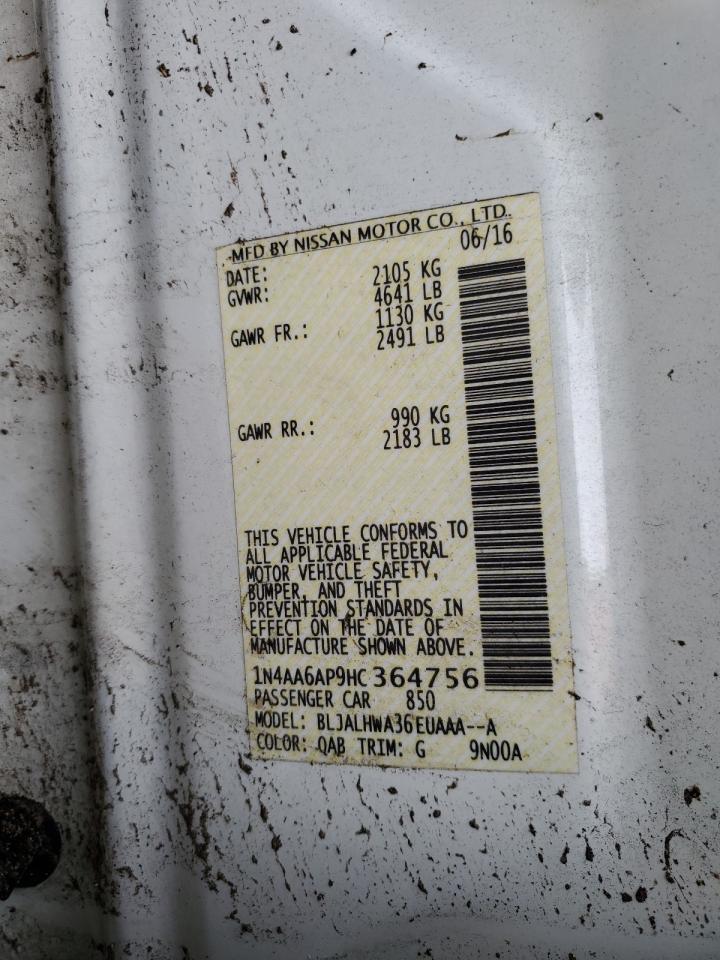 MFD BY NISSAN MOTOR CO., LTD.
DATE: 06/16
GVWR: 2105 KG
4641 LB
GAWR FR.: 1130 KG
2491 LB
GAWR RR.: 990 KG
2183 LB
THIS VEHICLE CONFORMS TO
ALL APPLICABLE FEDERAL
MOTOR VEHICLE SAFETY,
BUMPER, AND THEFT
PREVENTION STANDARDS IN
EFFECT ON THE DATE OF
MANUFACTURE SHOWN ABOVE.
1N4AA6AP9HC364756
PASSENGER CAR 850
MODEL: BLJALHWA36EUAAA--A
COLOR: QAB TRIM: G 9N00A